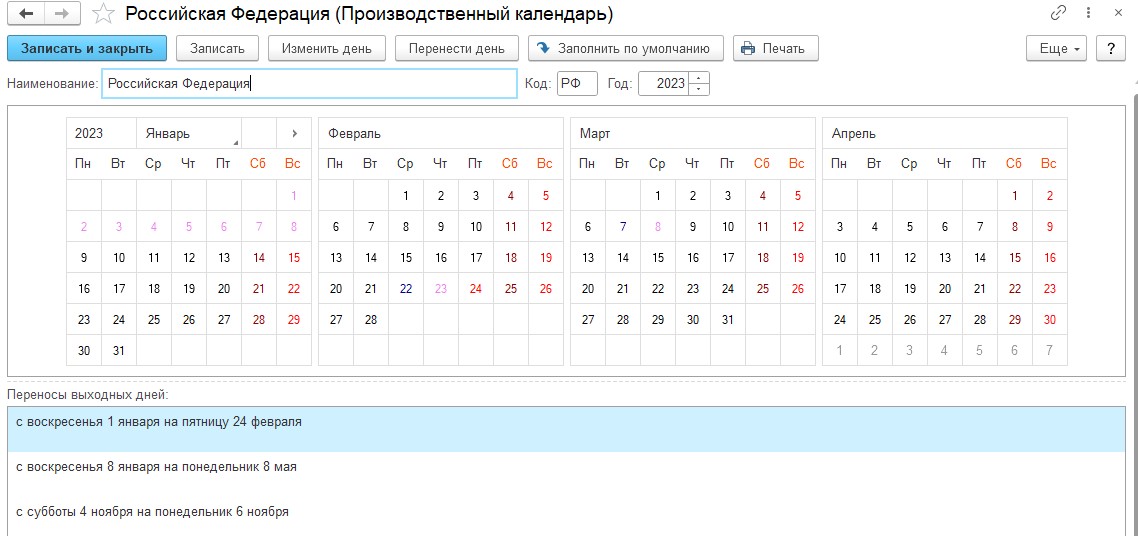 Российская Федерация (Производственный календарь)
Записать и закрыть Записать Изменить день Перенести день Заполнить по умолчанию Печать Еще ?
Наименование: Российская Федерация Код: РФ Год: 2023
2023 Январь Февраль Март Апрель
Пн Вт Ср Чт Пт Сб Вс Пн Вт Ср Чт Пт Сб Вс Пн Вт Ср Чт Пт Сб Вс Пн Вт Ср Чт Пт Сб Вс
1 1 2 3 4 5 1 2 3 4 5 1 2
2 3 4 5 6 7 8 6 7 8 9 10 11 12 6 7 8 9 10 11 12 3 4 5 6 7 8 9
9 10 11 12 13 14 15 13 14 15 16 17 18 19 13 14 15 16 17 18 19 10 11 12 13 14 15 16
16 17 18 19 20 21 22 20 21 22 23 24 25 26 20 21 22 23 24 25 26 17 18 19 20 21 22 23
23 24 25 26 27 28 29 27 28 27 28 29 30 31 24 25 26 27 28 29 30
30 31 1 2 3 4 5 6 7
Переносы выходных дней:
с воскресенья 1 января на пятницу 24 февраля
с воскресенья 8 января на понедельник 8 мая
с субботы 4 ноября на понедельник 6 ноября